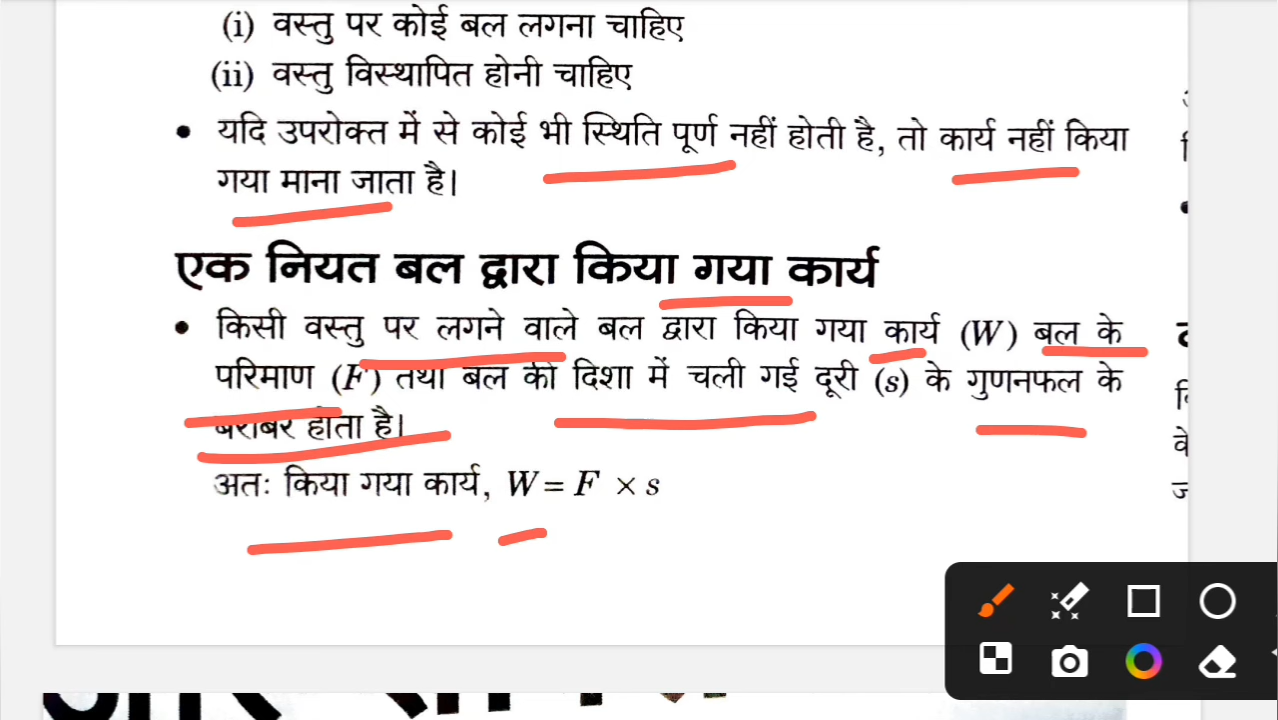 (i) वस्तु पर कोई बल लगना चाहिए
(ii) वस्तु विस्थापित होनी चाहिए
• यदि उपरोक्त में से कोई भी स्थिति पूर्ण नहीं होती है, तो कार्य नहीं किया
गया माना जाता है।
एक नियत बल द्वारा किया गया कार्य
• किसी वस्तु पर लगने वाले बल द्वारा किया गया कार्य (W) बल के
परिमाण (F) तथा बल की दिशा में चली गई दूरी (s) के गुणनफल के
बराबर होता है।
अतः किया गया कार्य, W = F × s